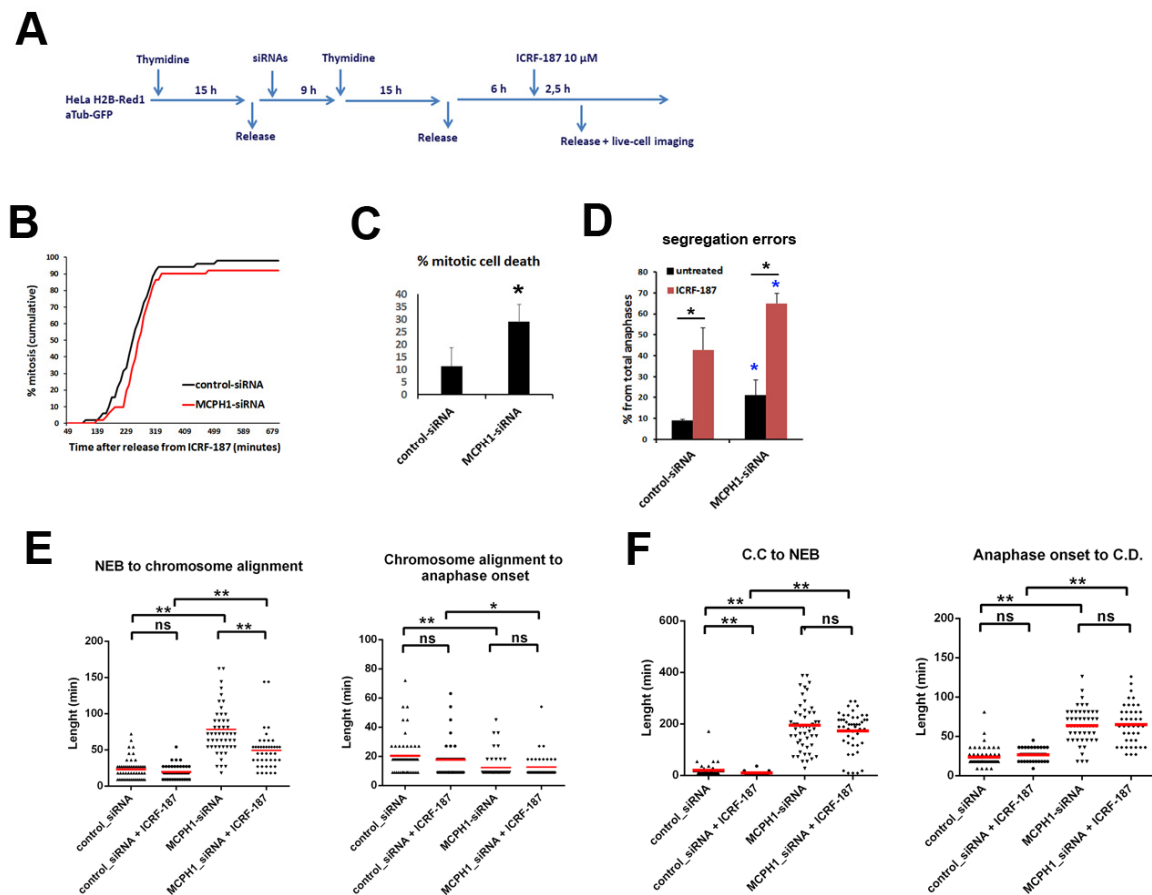 A
Thymidine
siRNAs
Thymidine
ICRF-187 10 µM
HeLa H2B-Red1
aTub-GFP
15 h
9 h
15 h
6 h
2,5 h
Release
Release
Release + live-cell imaging
B
% mitosis (cumulative)
100
90
80
70
60
50
40
30
20
10
0
control-siRNA
MCPH1-siRNA
49 139 229 319 409 499 589 679
Time after release from ICRF-187 (minutes)
C
% mitotic cell death
*
40
35
30
25
20
15
10
5
0
control-siRNA
MCPH1-siRNA
D
segregation errors
untreated
ICRF-187
*
*
*
*
% from total anaphases
80
70
60
50
40
30
20
10
0
control-siRNA
MCPH1-siRNA
E
NEB to chromosome alignment
**
**
ns
**
Lenght (min)
200
150
100
50
0
control_siRNA
control_siRNA + ICRF-187
MCPH1-siRNA
MCPH1_siRNA + ICRF-187
Chromosome alignment to
anaphase onset
*
**
ns
ns
Lenght (min)
100
80
60
40
20
0
control_siRNA
control_siRNA + ICRF-187
MCPH1-siRNA
MCPH1_siRNA + ICRF-187
F
C.C to NEB
**
**
**
ns
Lenght (min)
600
400
200
0
control_siRNA
control_siRNA + ICRF-187
MCPH1-siRNA
MCPH1_siRNA + ICRF-187
Anaphase onset to C.D.
**
**
ns
ns
Lenght (min)
200
150
100
50
0
control_siRNA
control_siRNA + ICRF-187
MCPH1-siRNA
MCPH1_siRNA + ICRF-187